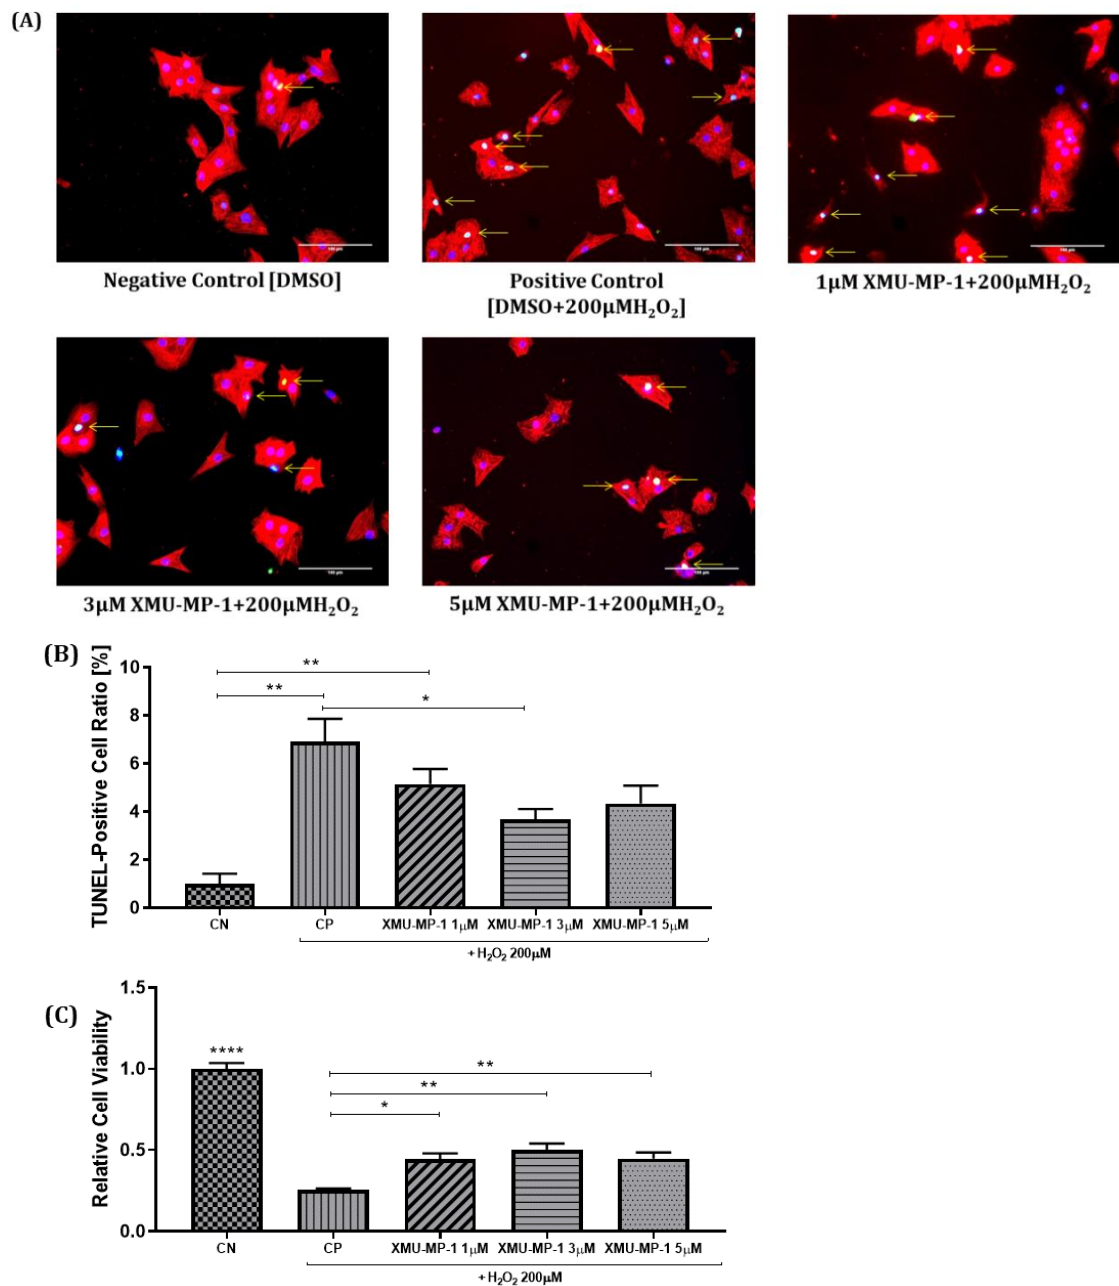 (A)
Negative Control [DMSO]
Positive Control
[DMSO+200μMH₂O₂]
1μM XMU-MP-1+200μMH₂O₂
3μM XMU-MP-1+200μMH₂O₂
5μM XMU-MP-1+200μMH₂O₂
(B)
TUNEL-Positive Cell Ratio [%]
10
8
6
4
2
0
**
**
*
CN
CP
XMU-MP-1 1μM
XMU-MP-1 3μM
XMU-MP-1 5μM
+ H₂O₂ 200μM
(C)
Relative Cell Viability
1.5
1.0
0.5
0.0
****
**
**
*
CN
CP
XMU-MP-1 1μM
XMU-MP-1 3μM
XMU-MP-1 5μM
+ H₂O₂ 200μM